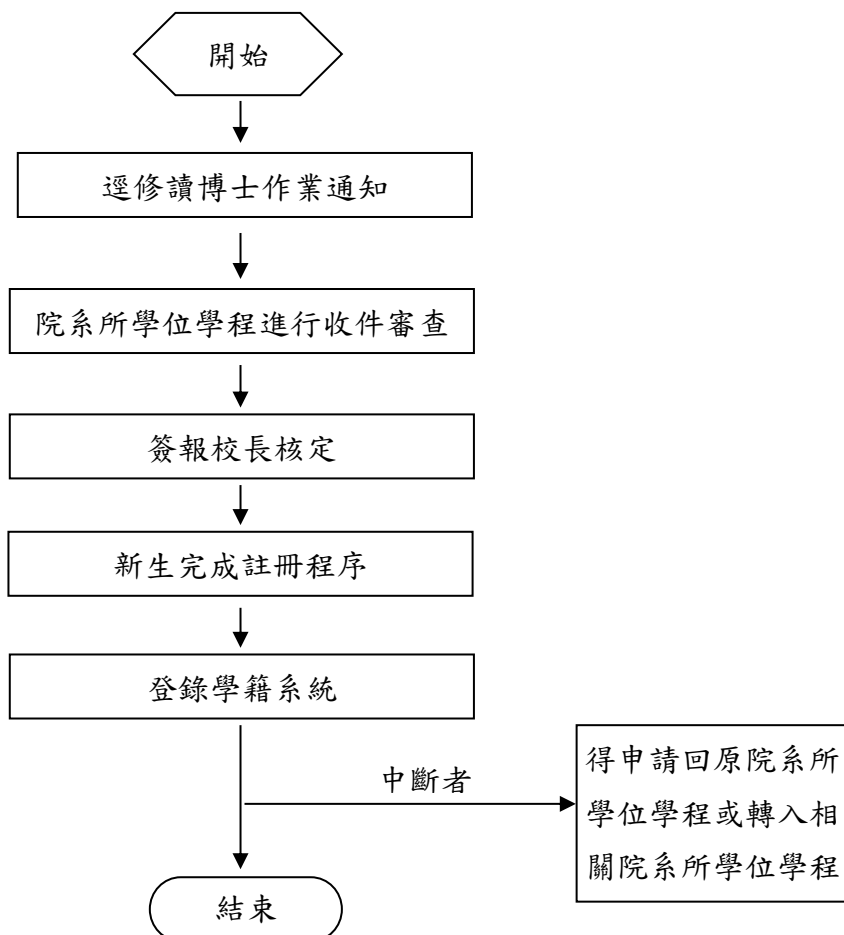 開始
逕修讀博士作業通知
院系所學位學程進行收件審查
簽報校長核定
新生完成註冊程序
登錄學籍系統
中斷者
得申請回原院系所
學位學程或轉入相
關院系所學位學程
結束